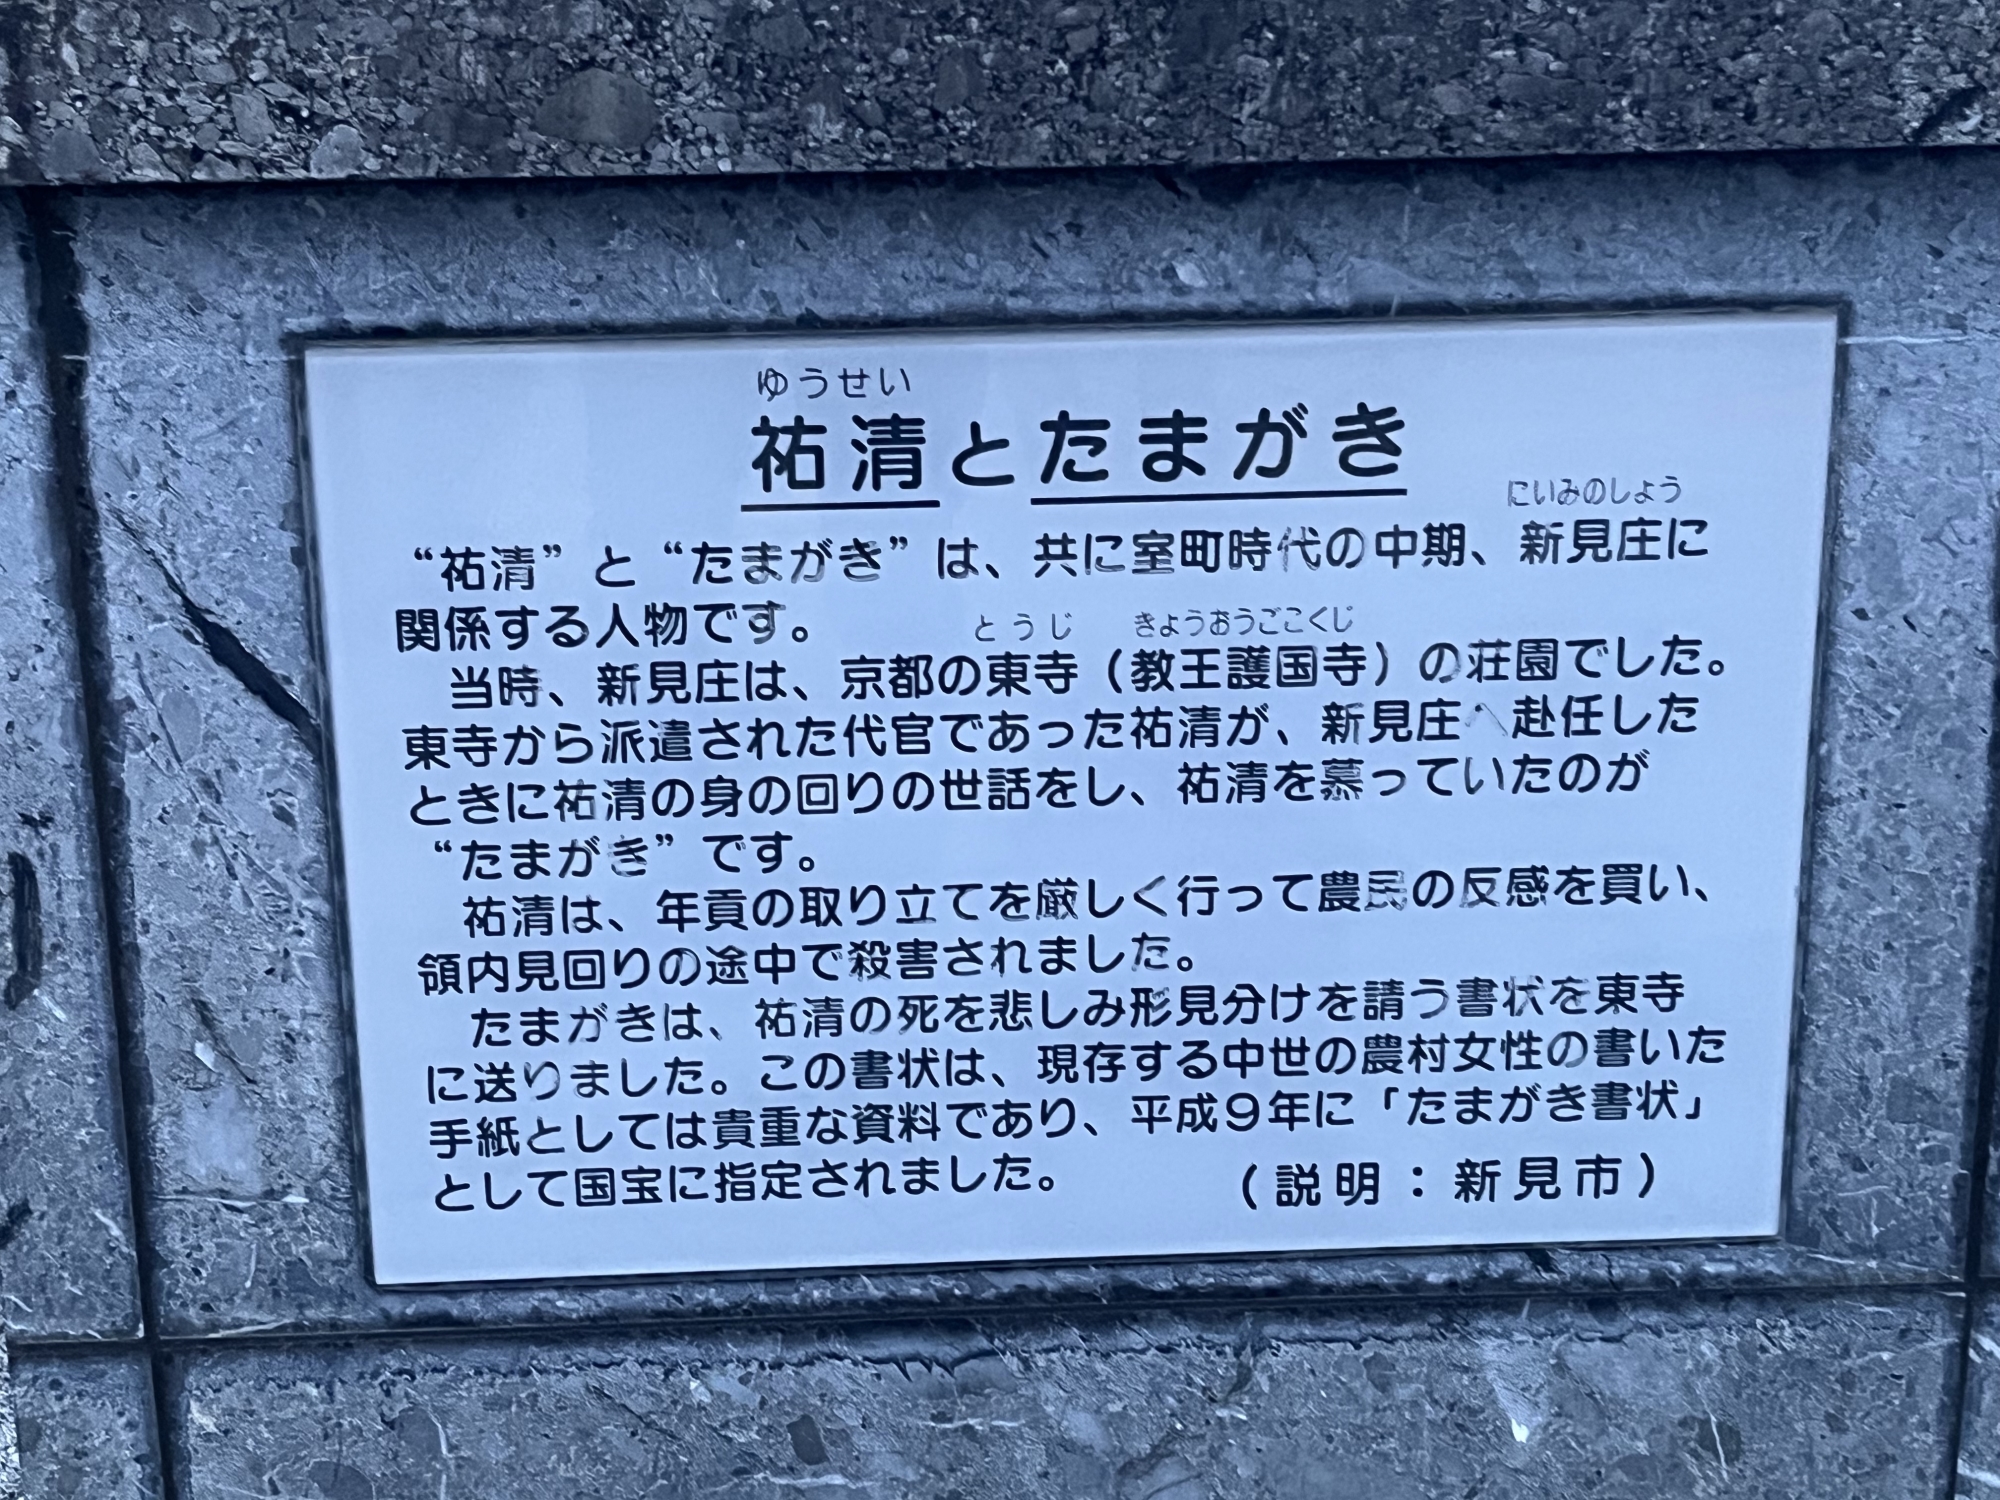 ゆうせい
祐清とたまがき
にいみのしょう
“祐清”と“たまがき”は、共に室町時代の中期、新見庄に
関係する人物です。
とうじ きょうおうごこくじ
当時、新見庄は、京都の東寺（教王護国寺）の荘園でした。
東寺から派遣された代官であった祐清が、新見庄へ赴任した
ときに祐清の身の回りの世話をし、祐清を慕っていたのが
“たまがき”です。
祐清は、年貢の取り立てを厳しく行って農民の反感を買い、
領内見回りの途中で殺害されました。
たまがきは、祐清の死を悲しみ形見分けを請う書状を東寺
に送りました。この書状は、現存する中世の農村女性の書いた
手紙としては貴重な資料であり、平成９年に「たまがき書状」
として国宝に指定されました。 （説明：新見市）